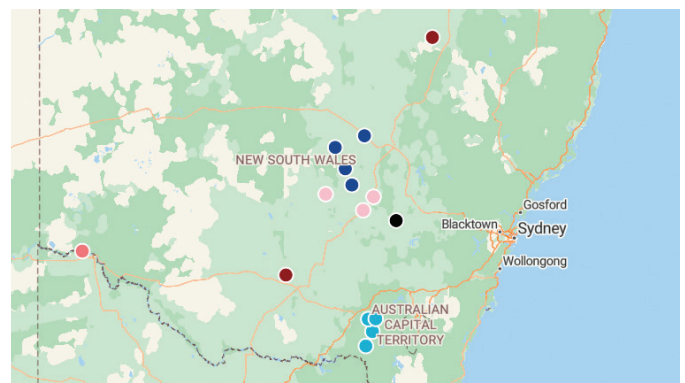 NEW SOUTH WALES
Gosford
Blacktown
Sydney
Wollongong
AUSTRALIAN
CAPITAL
TERRITORY